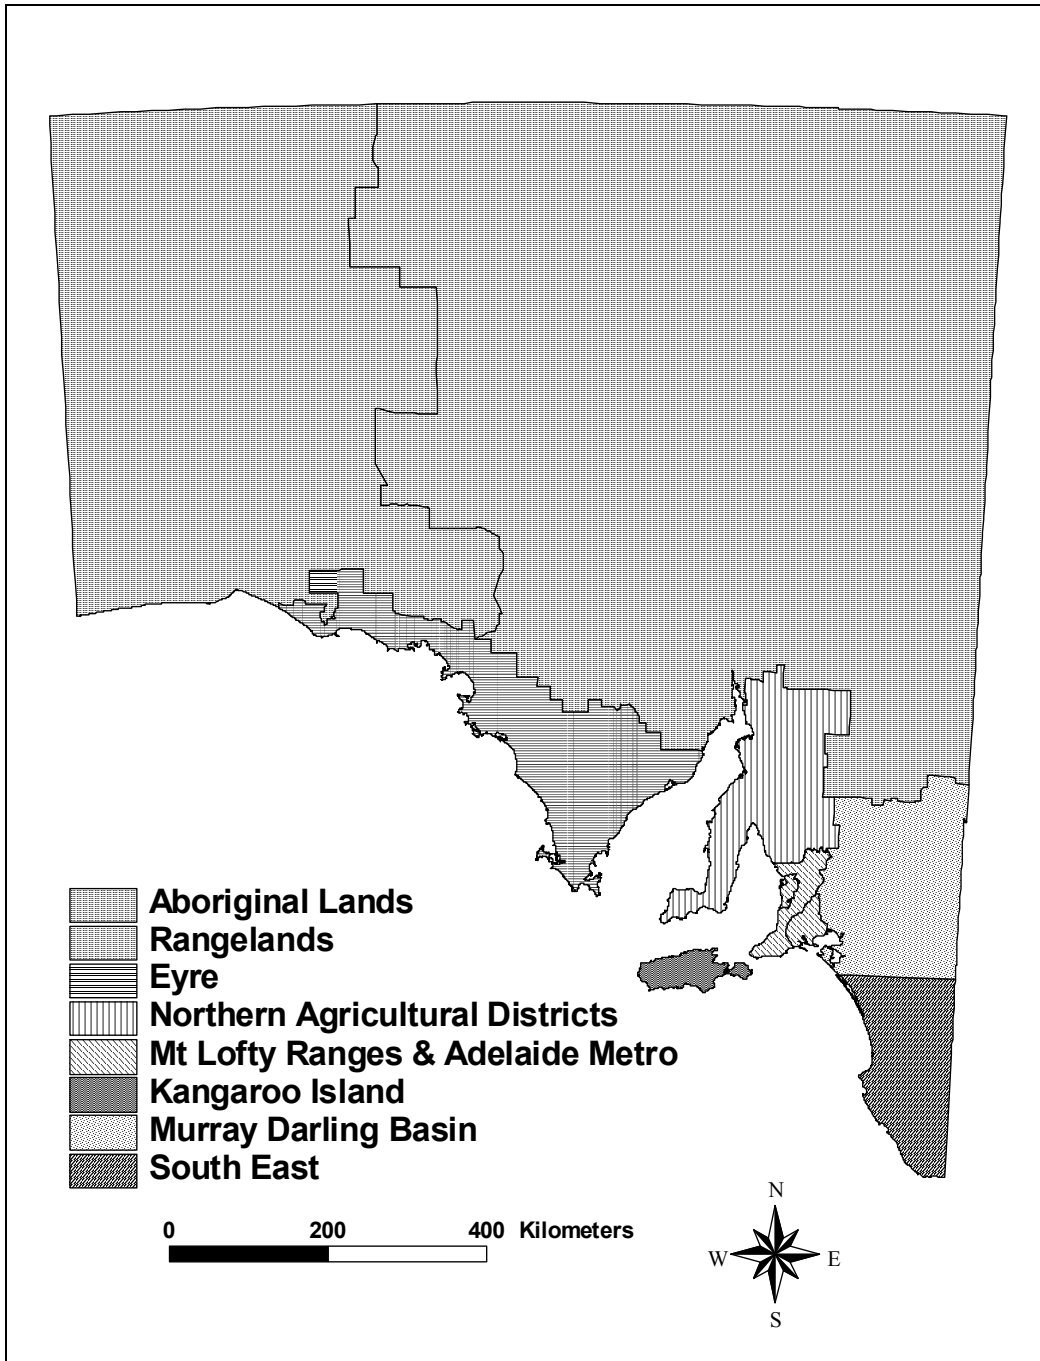 Aboriginal Lands
Rangelands
Eyre
Northern Agricultural Districts
Mt Lofty Ranges & Adelaide Metro
Kangaroo Island
Murray Darling Basin
South East
0 200 400 Kilometers
N
W E
S